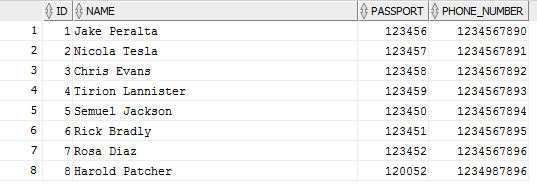 ID NAME PASSPORT PHONE_NUMBER
1 1 Jake Peralta 123456 1234567890
2 2 Nicola Tesla 123457 1234567891
3 3 Chris Evans 123458 1234567892
4 4 Tirion Lannister 123459 1234567893
5 5 Semuel Jackson 123450 1234567894
6 6 Rick Bradly 123451 1234567895
7 7 Rosa Diaz 123452 1234567896
8 8 Harold Patcher 120052 1234987896